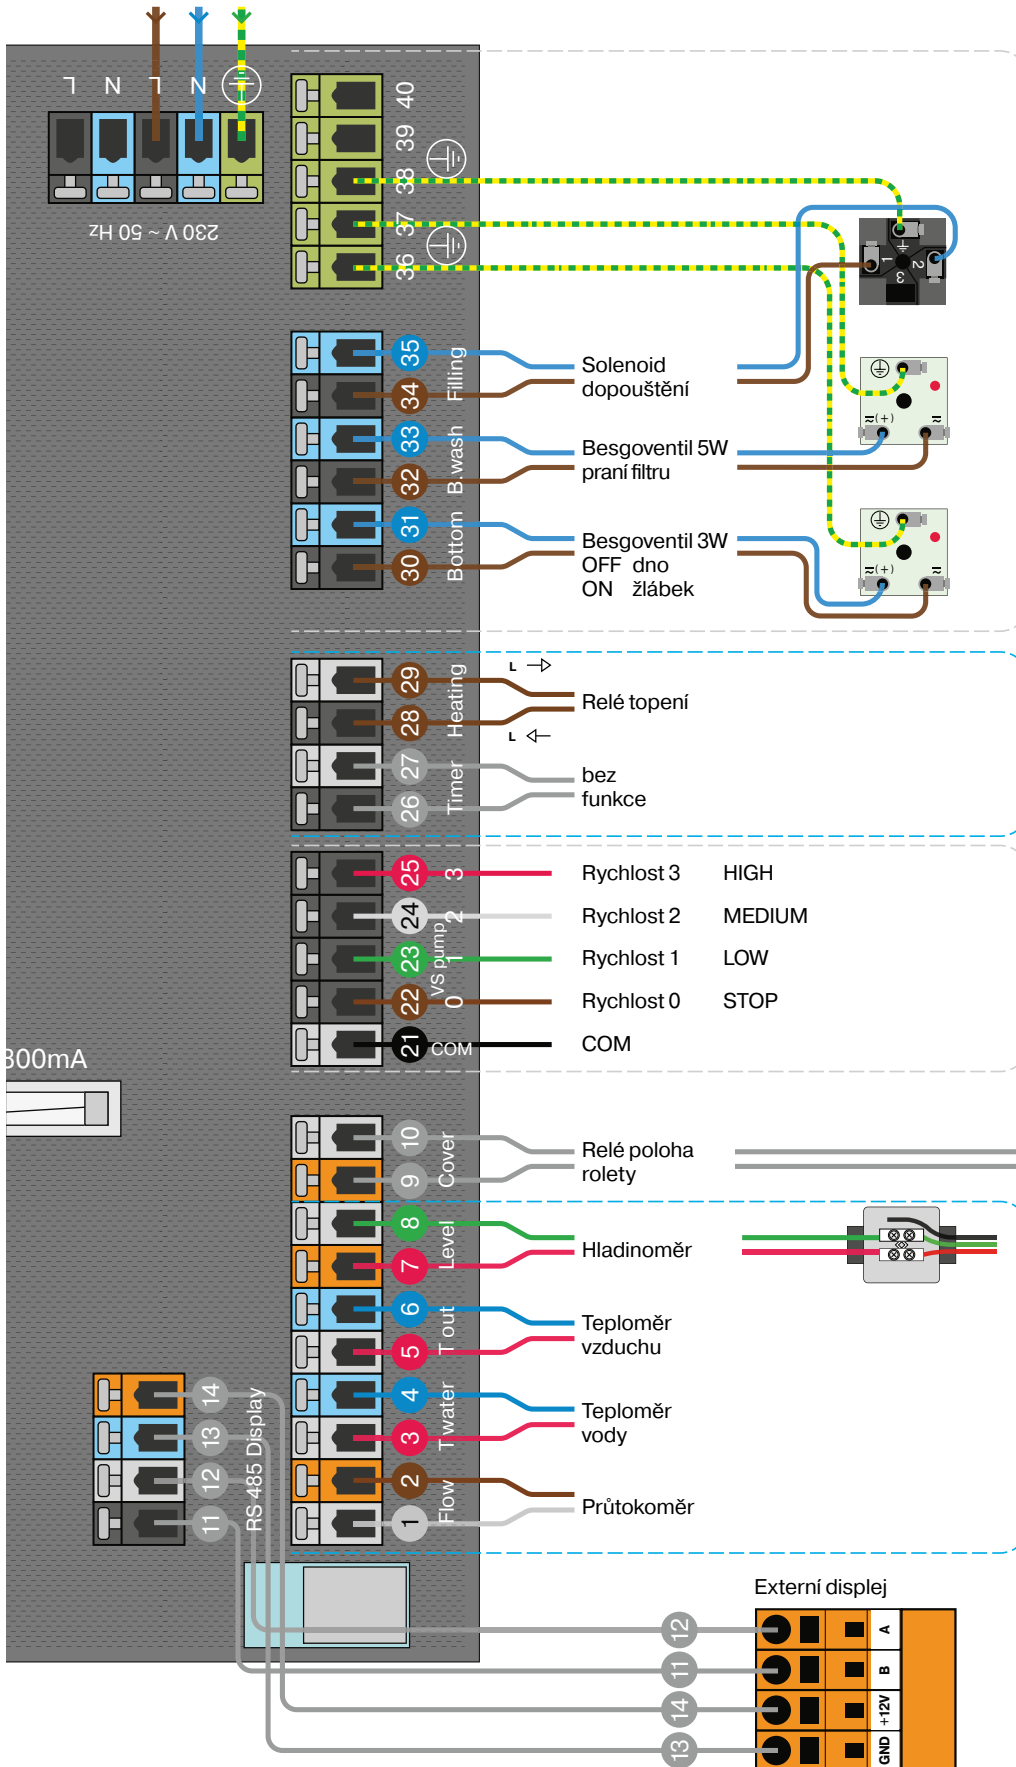 L N L N
230 V ~ 50 Hz
40
39
38
37
36
35
34
Filling
33
32
B.wash
31
30
Bottom
1
2
3
Solenoid
dopouštění
Besgoventil 5W
praní filtru
Besgoventil 3W
OFF dno
ON žlábek
≂(+) ≂
≂(+) ≂
29
28
Heating
27
26
Timer
L
L
Relé topení
bez
funkce
25 3
24 2
23 1
22 0
21 COM
VS pump
Rychlost 3 HIGH
Rychlost 2 MEDIUM
Rychlost 1 LOW
Rychlost 0 STOP
COM
300mA
10
9
Cover
8
7
Level
6
5
T out
4
3
T water
2
1
Flow
Relé poloha
rolety
Hladinoměr
Teploměr
vzduchu
Teploměr
vody
Průtokoměr
14
13
12
11
RS 485 Display
Externí displej
12 A
11 B
14 +12V
13 GND